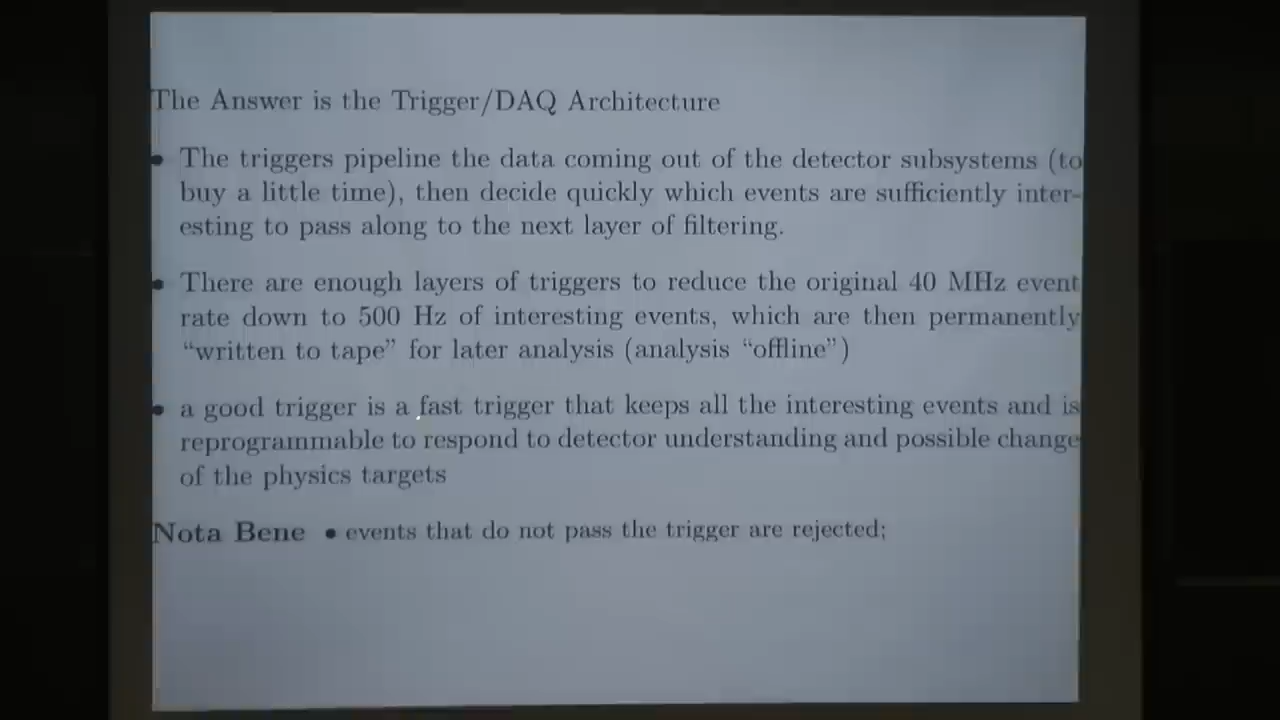 The Answer is the Trigger/DAQ Architecture
• The triggers pipeline the data coming out of the detector subsystems (to
buy a little time), then decide quickly which events are sufficiently inter-
esting to pass along to the next layer of filtering.
• There are enough layers of triggers to reduce the original 40 MHz event
rate down to 500 Hz of interesting events, which are then permanently
“written to tape” for later analysis (analysis “offline”)
• a good trigger is a fast trigger that keeps all the interesting events and is
reprogrammable to respond to detector understanding and possible change
of the physics targets
Nota Bene • events that do not pass the trigger are rejected;